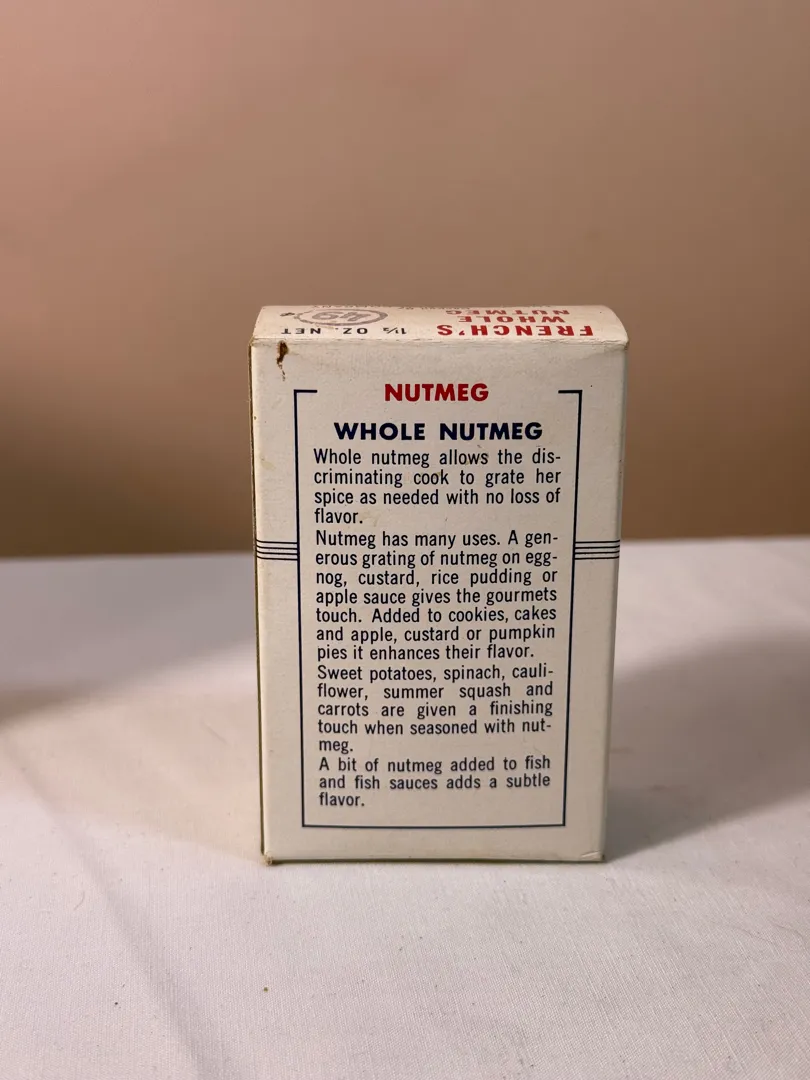 FRENCH'S
WHOLE
NUTMEG
1½ OZ. NET
49
NUTMEG
WHOLE NUTMEG
Whole nutmeg allows the dis-
criminating cook to grate her
spice as needed with no loss of
flavor.
Nutmeg has many uses. A gen-
erous grating of nutmeg on egg-
nog, custard, rice pudding or
apple sauce gives the gourmets
touch. Added to cookies, cakes
and apple, custard or pumpkin
pies it enhances their flavor.
Sweet potatoes, spinach, cauli-
flower, summer squash and
carrots are given a finishing
touch when seasoned with nut-
meg.
A bit of nutmeg added to fish
and fish sauces adds a subtle
flavor.